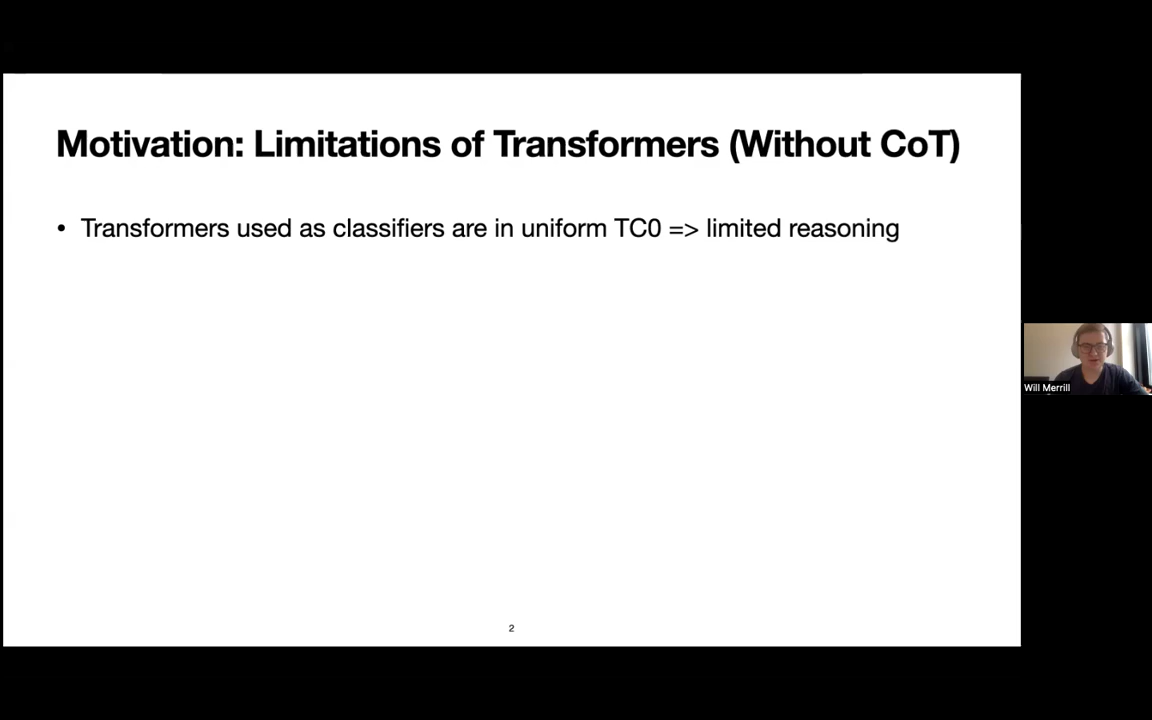 Motivation: Limitations of Transformers (Without CoT)
• Transformers used as classifiers are in uniform TC0 => limited reasoning
Will Merrill
2